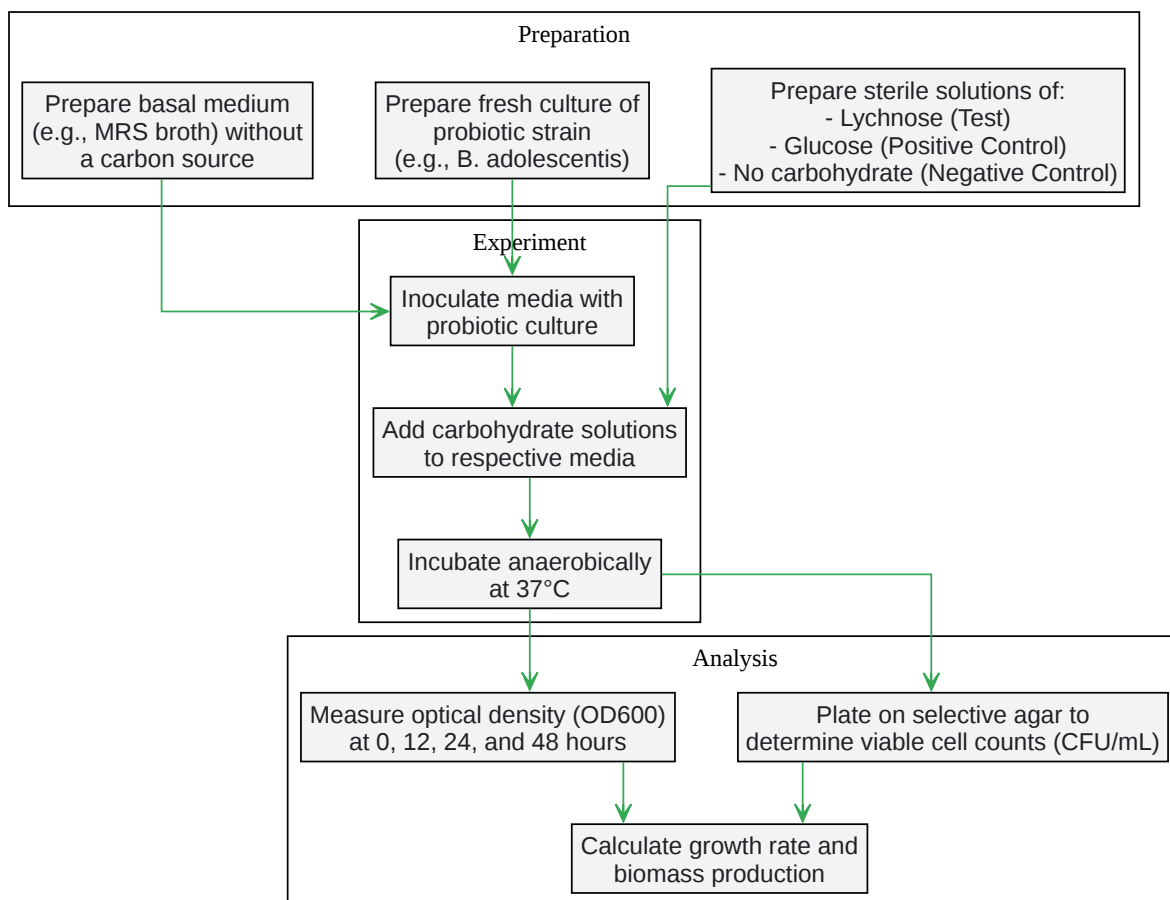 Preparation
Prepare basal medium
(e.g., MRS broth) without
a carbon source
Prepare fresh culture of
probiotic strain
(e.g., B. adolescentis)
Prepare sterile solutions of:
- Lychnose (Test)
- Glucose (Positive Control)
- No carbohydrate (Negative Control)
Experiment
Inoculate media with
probiotic culture
Add carbohydrate solutions
to respective media
Incubate anaerobically
at 37°C
Analysis
Measure optical density (OD600)
at 0, 12, 24, and 48 hours
Plate on selective agar to
determine viable cell counts (CFU/mL)
Calculate growth rate and
biomass production